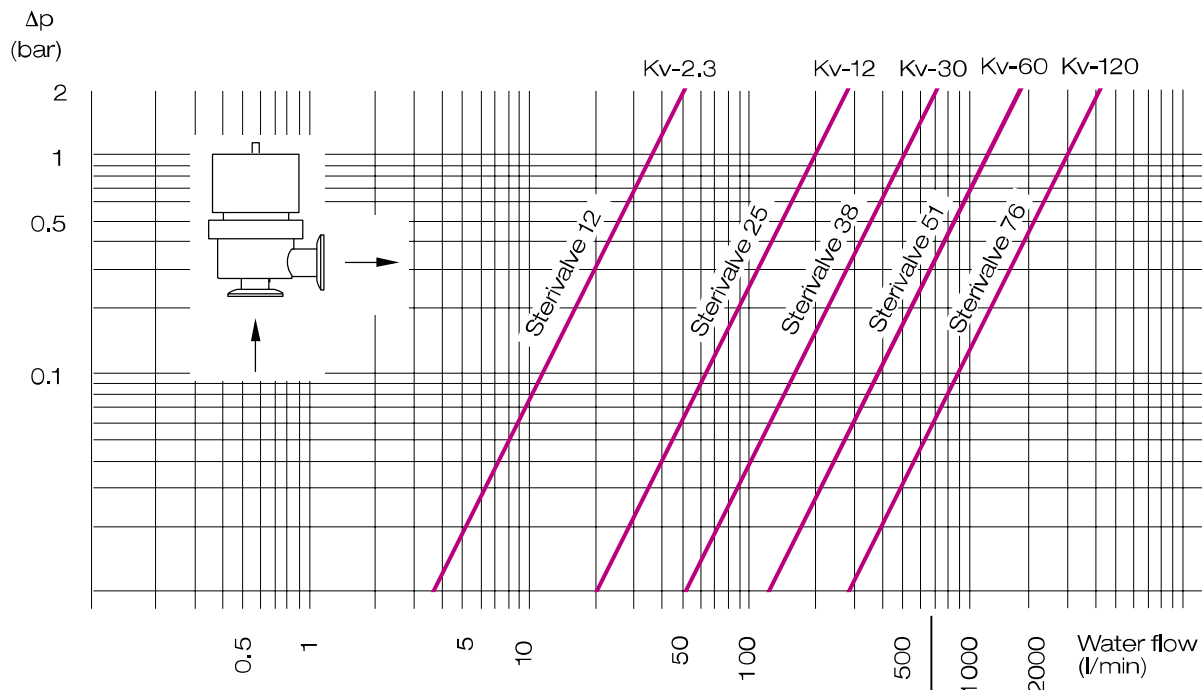 Δp
(bar)
Kv-2.3
Kv-12
Kv-30
Kv-60
Kv-120
2
1
0.5
0.1
Sterivalve 12
Sterivalve 25
Sterivalve 38
Sterivalve 51
Sterivalve 76
0.5
1
5
10
50
100
500
1000
2000
Water flow
(l/min)